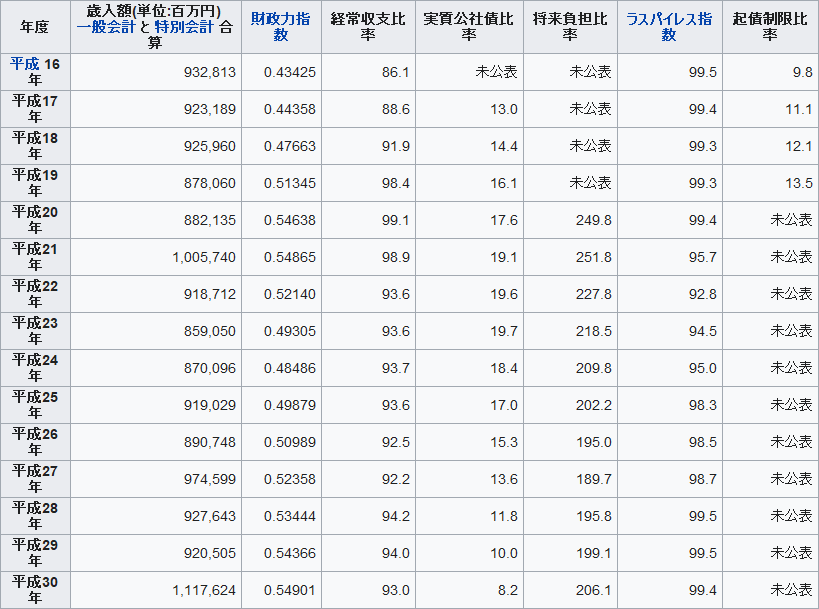 年度 歳入額(単位:百万円) 一般会計 と 特別会計 合算 財政力指数 経常収支比率 実質公社値比率 将来負担比率 ラスパイレス指数 起債制限比率
平成 16年 932,813 0.43425 86.1 未公表 未公表 99.5 9.8
平成17年 923,189 0.44358 88.6 13.0 未公表 99.4 11.1
平成18年 925,960 0.47663 91.9 14.4 未公表 99.3 12.1
平成19年 878,060 0.51345 98.4 16.1 未公表 99.3 13.5
平成20年 882,135 0.54638 99.1 17.6 249.8 99.4 未公表
平成21年 1,005,740 0.54865 98.9 19.1 251.8 95.7 未公表
平成22年 918,712 0.52140 93.6 19.6 227.8 92.8 未公表
平成23年 859,050 0.49305 93.6 19.7 218.5 94.5 未公表
平成24年 870,096 0.48486 93.7 18.4 209.8 95.0 未公表
平成25年 919,029 0.49879 93.6 17.0 202.2 98.3 未公表
平成26年 890,748 0.50989 92.5 15.3 195.0 98.5 未公表
平成27年 974,599 0.52358 92.2 13.6 189.7 98.7 未公表
平成28年 927,643 0.53444 94.2 11.8 195.8 99.5 未公表
平成29年 920,505 0.54366 94.0 10.0 199.1 99.5 未公表
平成30年 1,117,624 0.54901 93.0 8.2 206.1 99.4 未公表